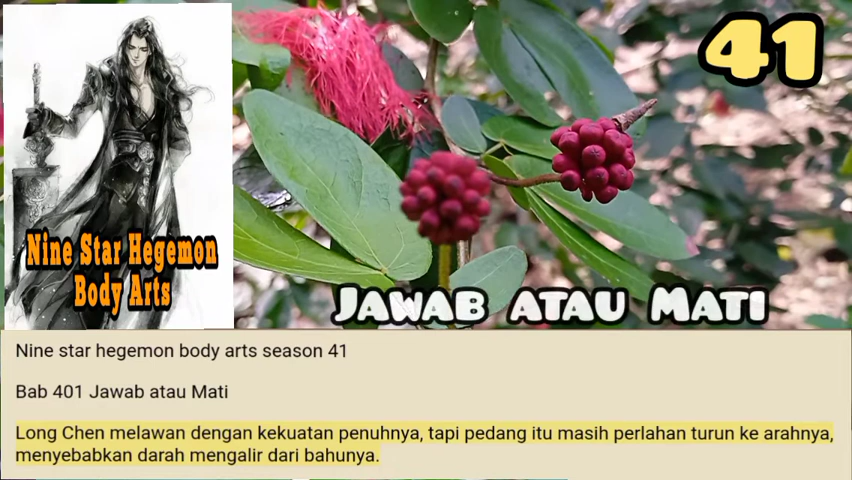 41
Nine Star Hegemon
Body Arts
JAWAB ATAU MATI
Nine star hegemon body arts season 41
Bab 401 Jawab atau Mati
Long Chen melawan dengan kekuatan penuhnya, tapi pedang itu masih perlahan turun ke arahnya,
menyebabkan darah mengalir dari bahunya.